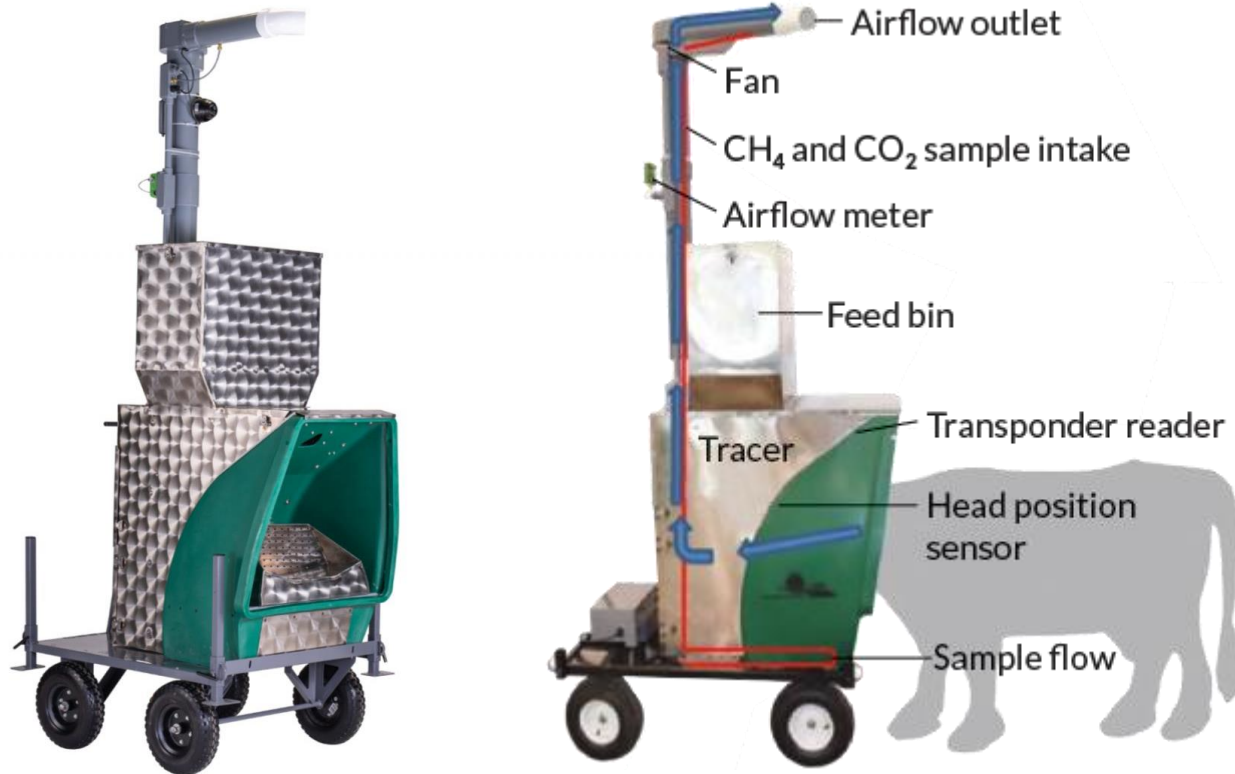 Airflow outlet
Fan
CH₄ and CO₂ sample intake
Airflow meter
Feed bin
Transponder reader
Tracer
Head position
sensor
Sample flow